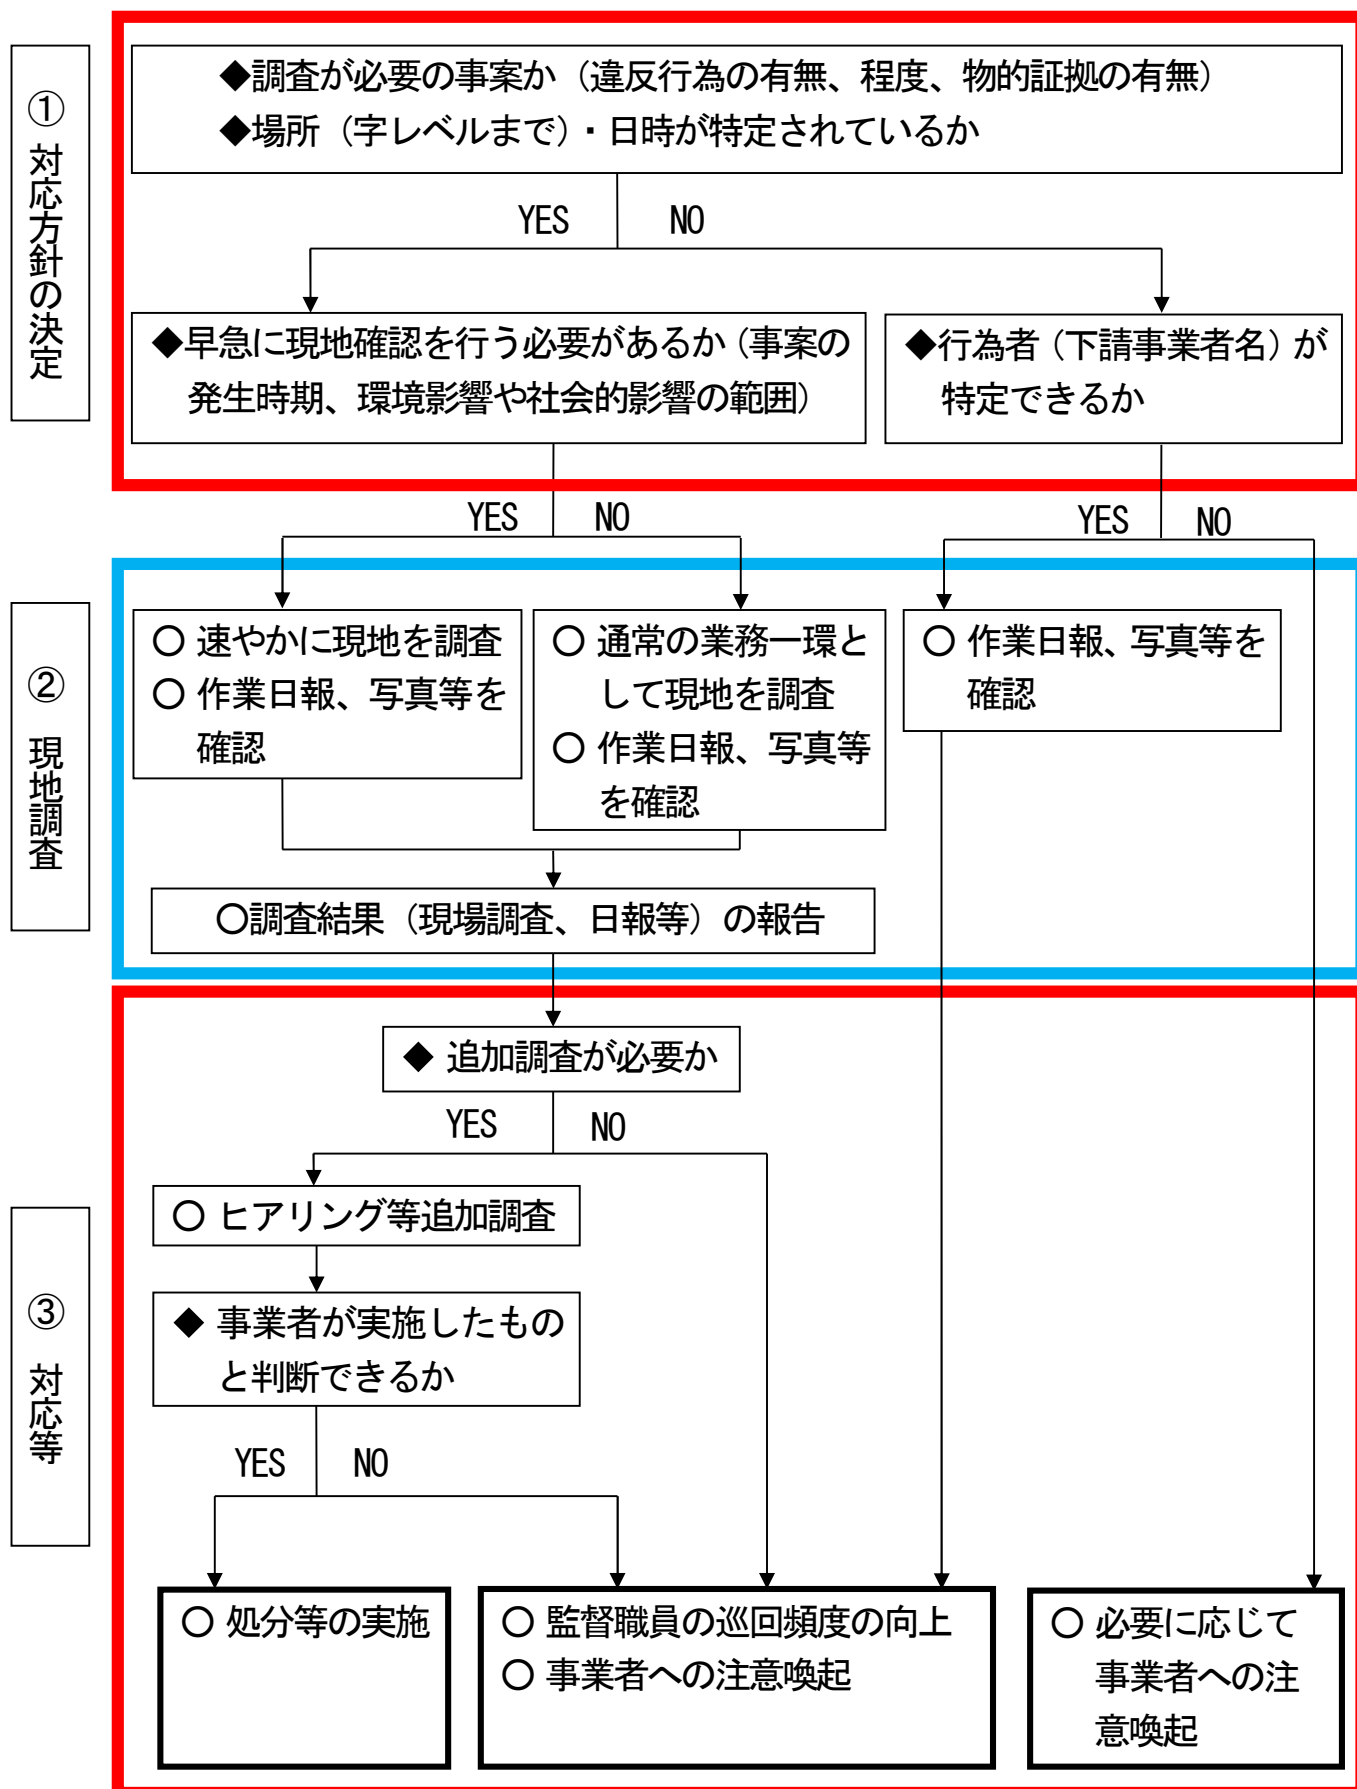 ① 対応方針の決定
◆調査が必要の事案か（違反行為の有無、程度、物的証拠の有無）
◆場所（字レベルまで）・日時が特定されているか
YES NO
◆早急に現地確認を行う必要があるか（事案の
発生時期、環境影響や社会的影響の範囲）
◆行為者（下請事業者名）が
特定できるか
YES NO
YES NO
② 現地調査
○ 速やかに現地を調査
○ 作業日報、写真等を
確認
○ 通常の業務一環と
して現地を調査
○ 作業日報、写真等
を確認
○ 作業日報、写真等を
確認
○調査結果（現場調査、日報等）の報告
③ 対応等
◆ 追加調査が必要か
YES NO
○ ヒアリング等追加調査
◆ 事業者が実施したもの
と判断できるか
YES NO
○ 処分等の実施
○ 監督職員の巡回頻度の向上
○ 事業者への注意喚起
○ 必要に応じて
事業者への注
意喚起